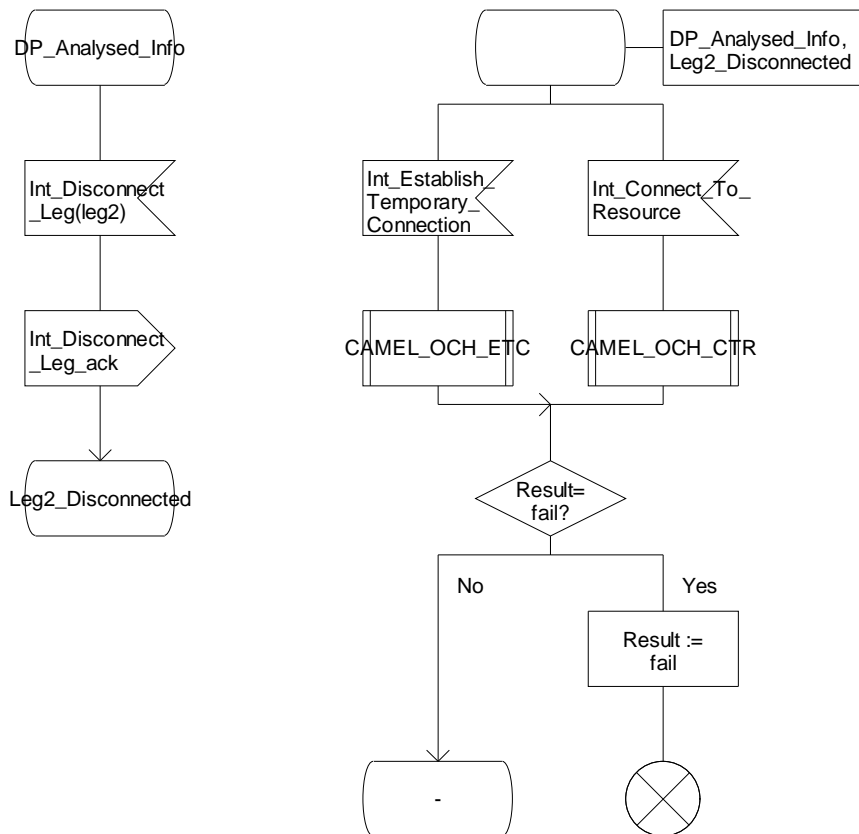 DP_Analysed_Info
Int_Disconnect
_Leg(leg2)
Int_Disconnect
_Leg_ack
Leg2_Disconnected
DP_Analysed_Info,
Leg2_Disconnected
Int_Establish_
Temporary_
Connection
Int_Connect_To_
Resource
CAMEL_OCH_ETC
CAMEL_OCH_CTR
Result=
fail?
No
Yes
Result :=
fail
-